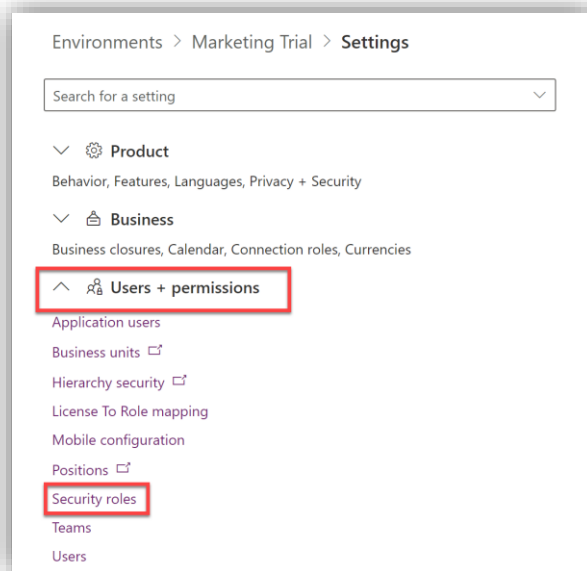 Environments > Marketing Trial > Settings
Search for a setting
Product
Behavior, Features, Languages, Privacy + Security
Business
Business closures, Calendar, Connection roles, Currencies
Users + permissions
Application users
Business units
Hierarchy security
License To Role mapping
Mobile configuration
Positions
Security roles
Teams
Users